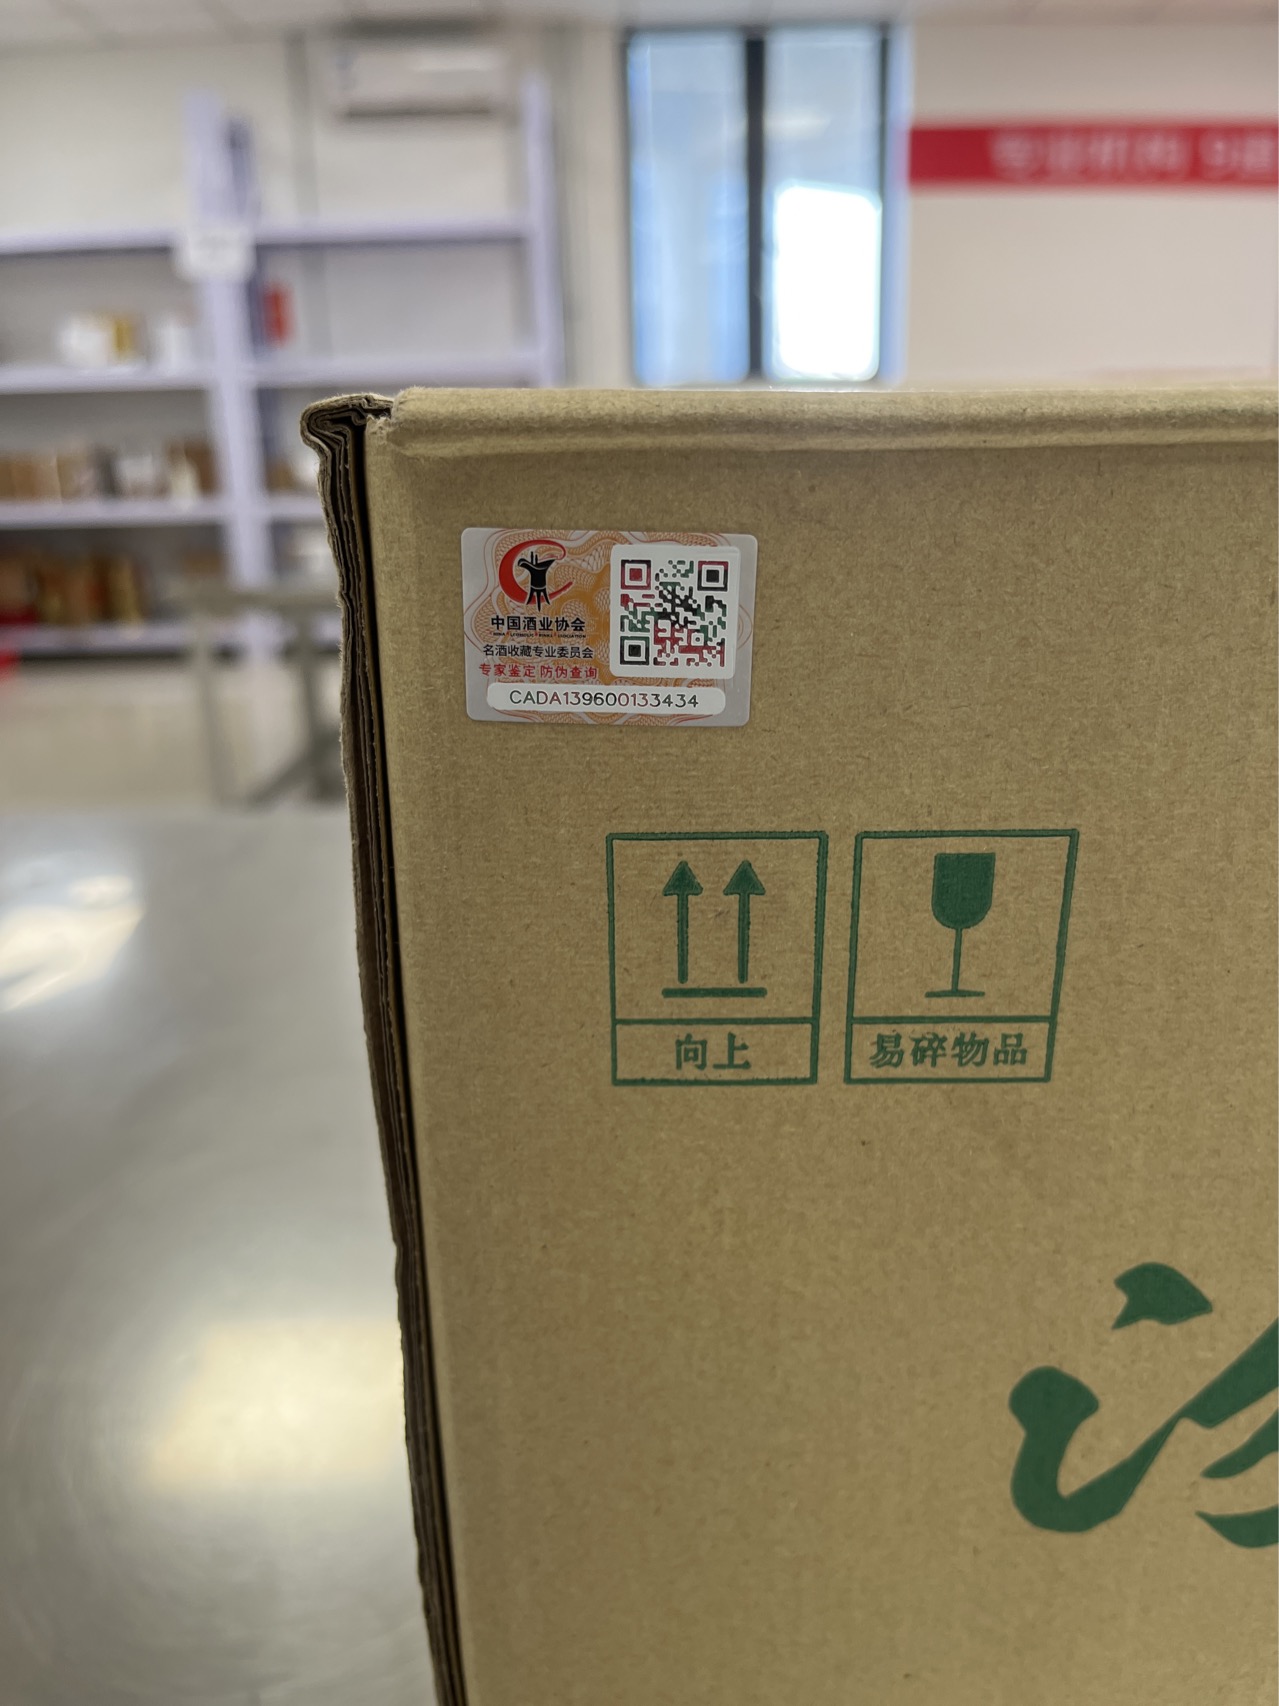 中国酒业协会
名酒收藏专业委员会
专家鉴定 防伪查询
CADA139600133434
向上
易碎物品